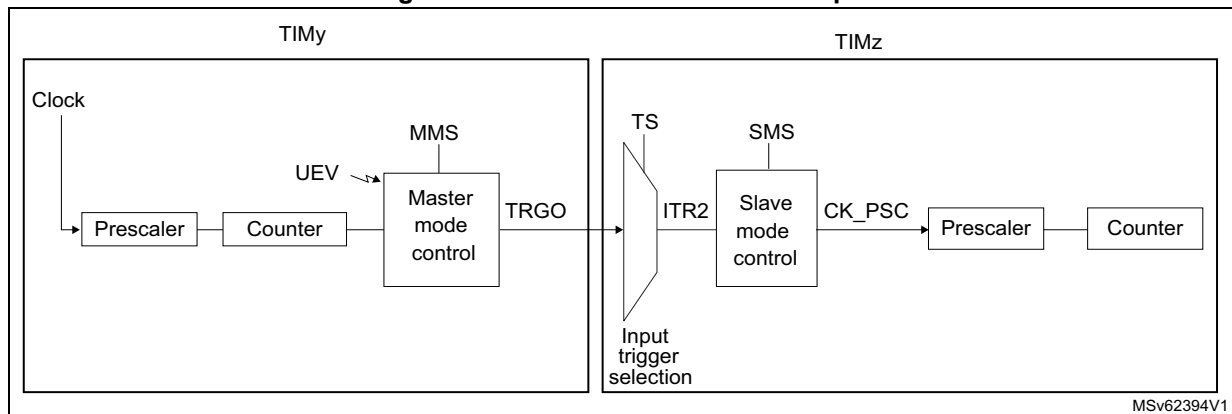 TIMy
TIMz
Clock
MMS
UEV
Prescaler
Counter
Master
mode
control
TRGO
TS
ITR2
SMS
Slave
mode
control
CK_PSC
Prescaler
Counter
Input
trigger
selection
MSv62394V1